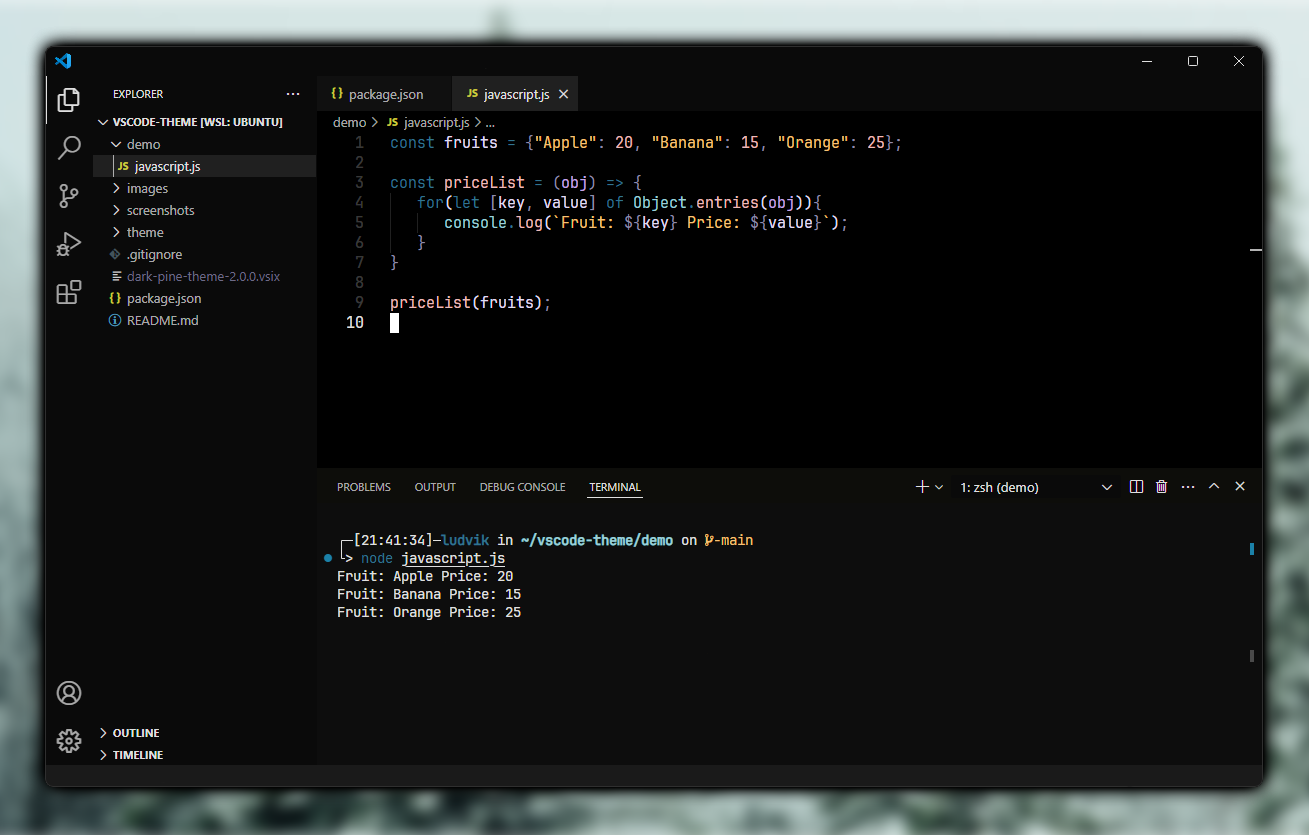 EXPLORER
VSCODE-THEME [WSL: UBUNTU]
demo
JS javascript.js
images
screenshots
theme
.gitignore
dark-pine-theme-2.0.0.vsix
{} package.json
README.md
OUTLINE
TIMELINE
{} package.json
JS javascript.js
demo > JS javascript.js > ...
1 const fruits = {"Apple": 20, "Banana": 15, "Orange": 25};
2
3 const priceList = (obj) => {
4 for(let [key, value] of Object.entries(obj)){
5 console.log(`Fruit: ${key} Price: ${value}`);
6 }
7 }
8
9 priceList(fruits);
10
PROBLEMS OUTPUT DEBUG CONSOLE TERMINAL
1: zsh (demo)
┌─[21:41:34]─ludvik in ~/vscode-theme/demo on -main
└> node javascript.js
Fruit: Apple Price: 20
Fruit: Banana Price: 15
Fruit: Orange Price: 25